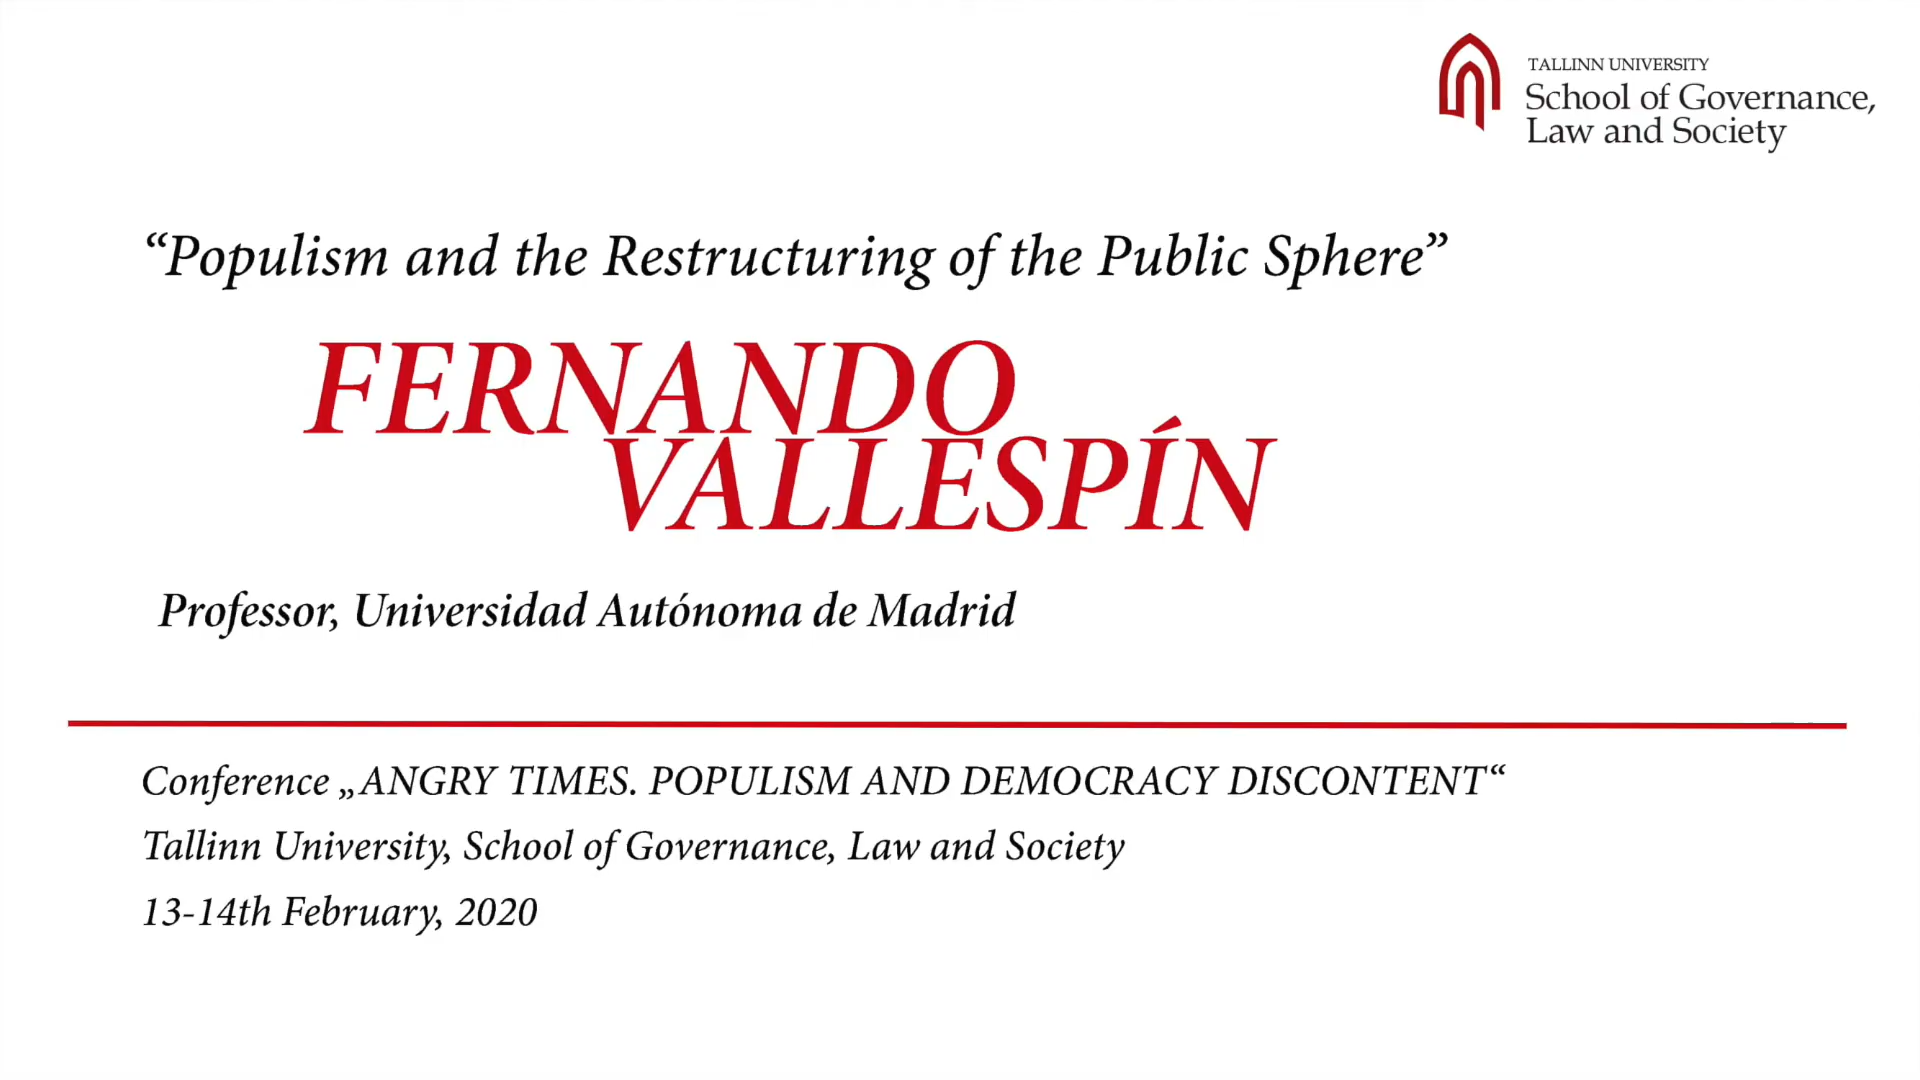 TALLINN UNIVERSITY
School of Governance,
Law and Society
“Populism and the Restructuring of the Public Sphere”
FERNANDO
VALLESPÍN
Professor, Universidad Autónoma de Madrid
Conference „ANGRY TIMES. POPULISM AND DEMOCRACY DISCONTENT“
Tallinn University, School of Governance, Law and Society
13-14th February, 2020